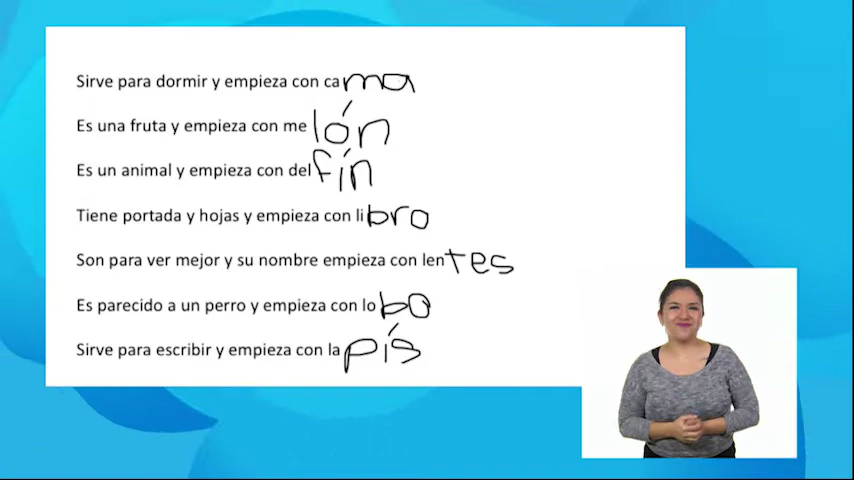 Sirve para dormir y empieza con cama
Es una fruta y empieza con melón
Es un animal y empieza con delfín
Tiene portada y hojas y empieza con libro
Son para ver mejor y su nombre empieza con lentes
Es parecido a un perro y empieza con lobo
Sirve para escribir y empieza con lapís